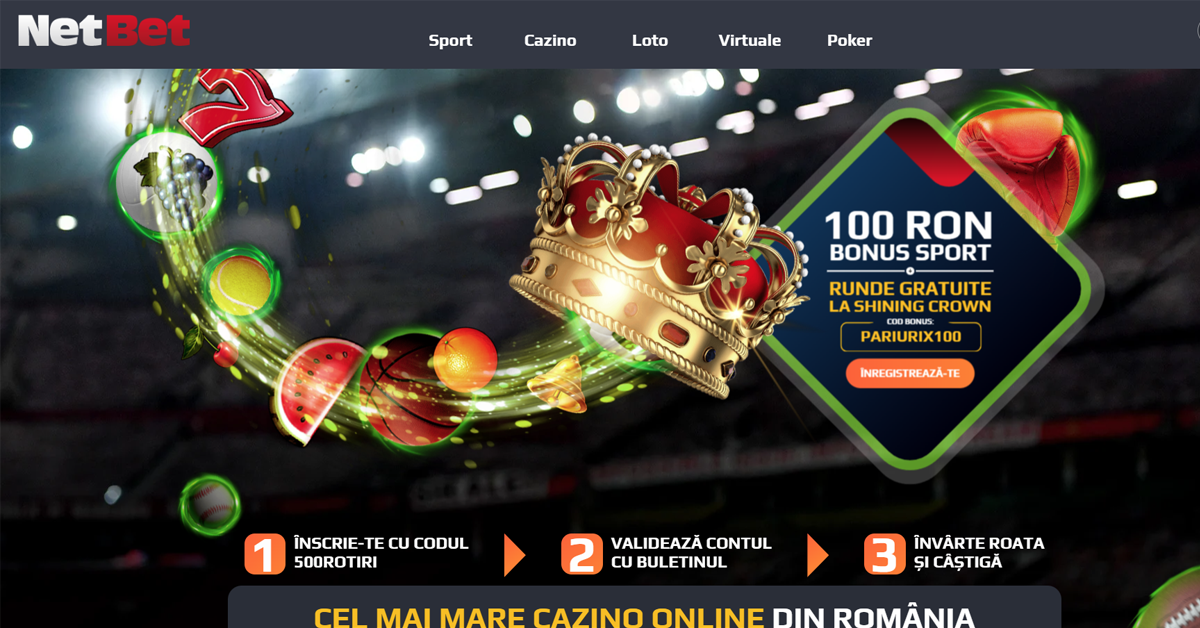 NetBet
Sport Cazino Loto Virtuale Poker
100 RON
BONUS SPORT
RUNDE GRATUITE
LA SHINING CROWN
COD BONUS:
PARIURIX100
ÎNREGISTREAZĂ-TE
1 ÎNSCRIE-TE CU CODUL
500ROTIRI
2 VALIDEAZĂ CONTUL
CU BULETINUL
3 ÎNVÂRTE ROATA
ȘI CÂȘTIGĂ
CEL MAI MARE CAZINO ONLINE DIN ROMÂNIA